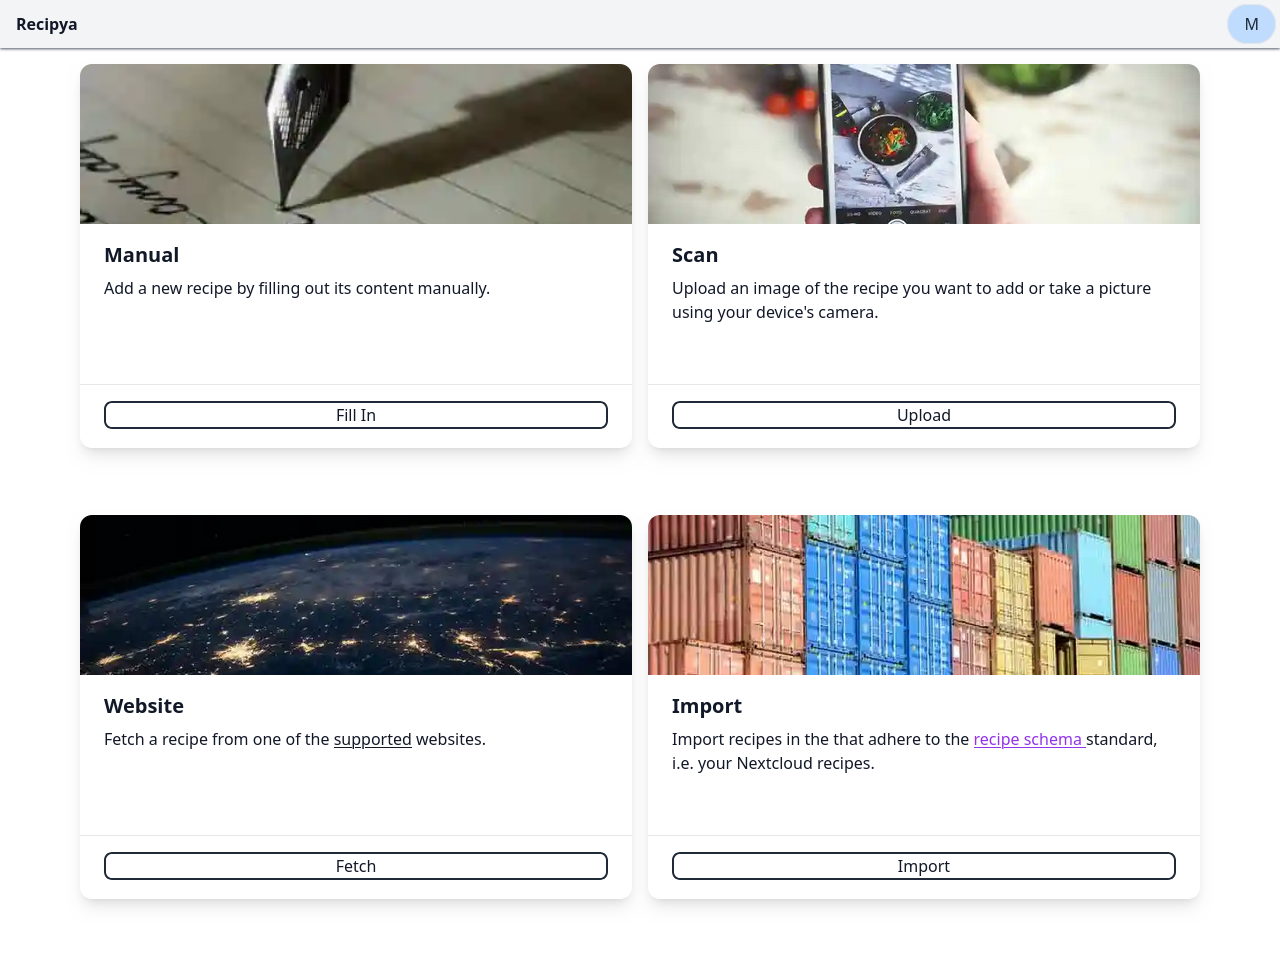 Recipya
M
Manual
Add a new recipe by filling out its content manually.
Fill In
Scan
Upload an image of the recipe you want to add or take a picture
using your device's camera.
Upload
Website
Fetch a recipe from one of the supported websites.
Fetch
Import
Import recipes in the that adhere to the recipe schema standard,
i.e. your Nextcloud recipes.
Import